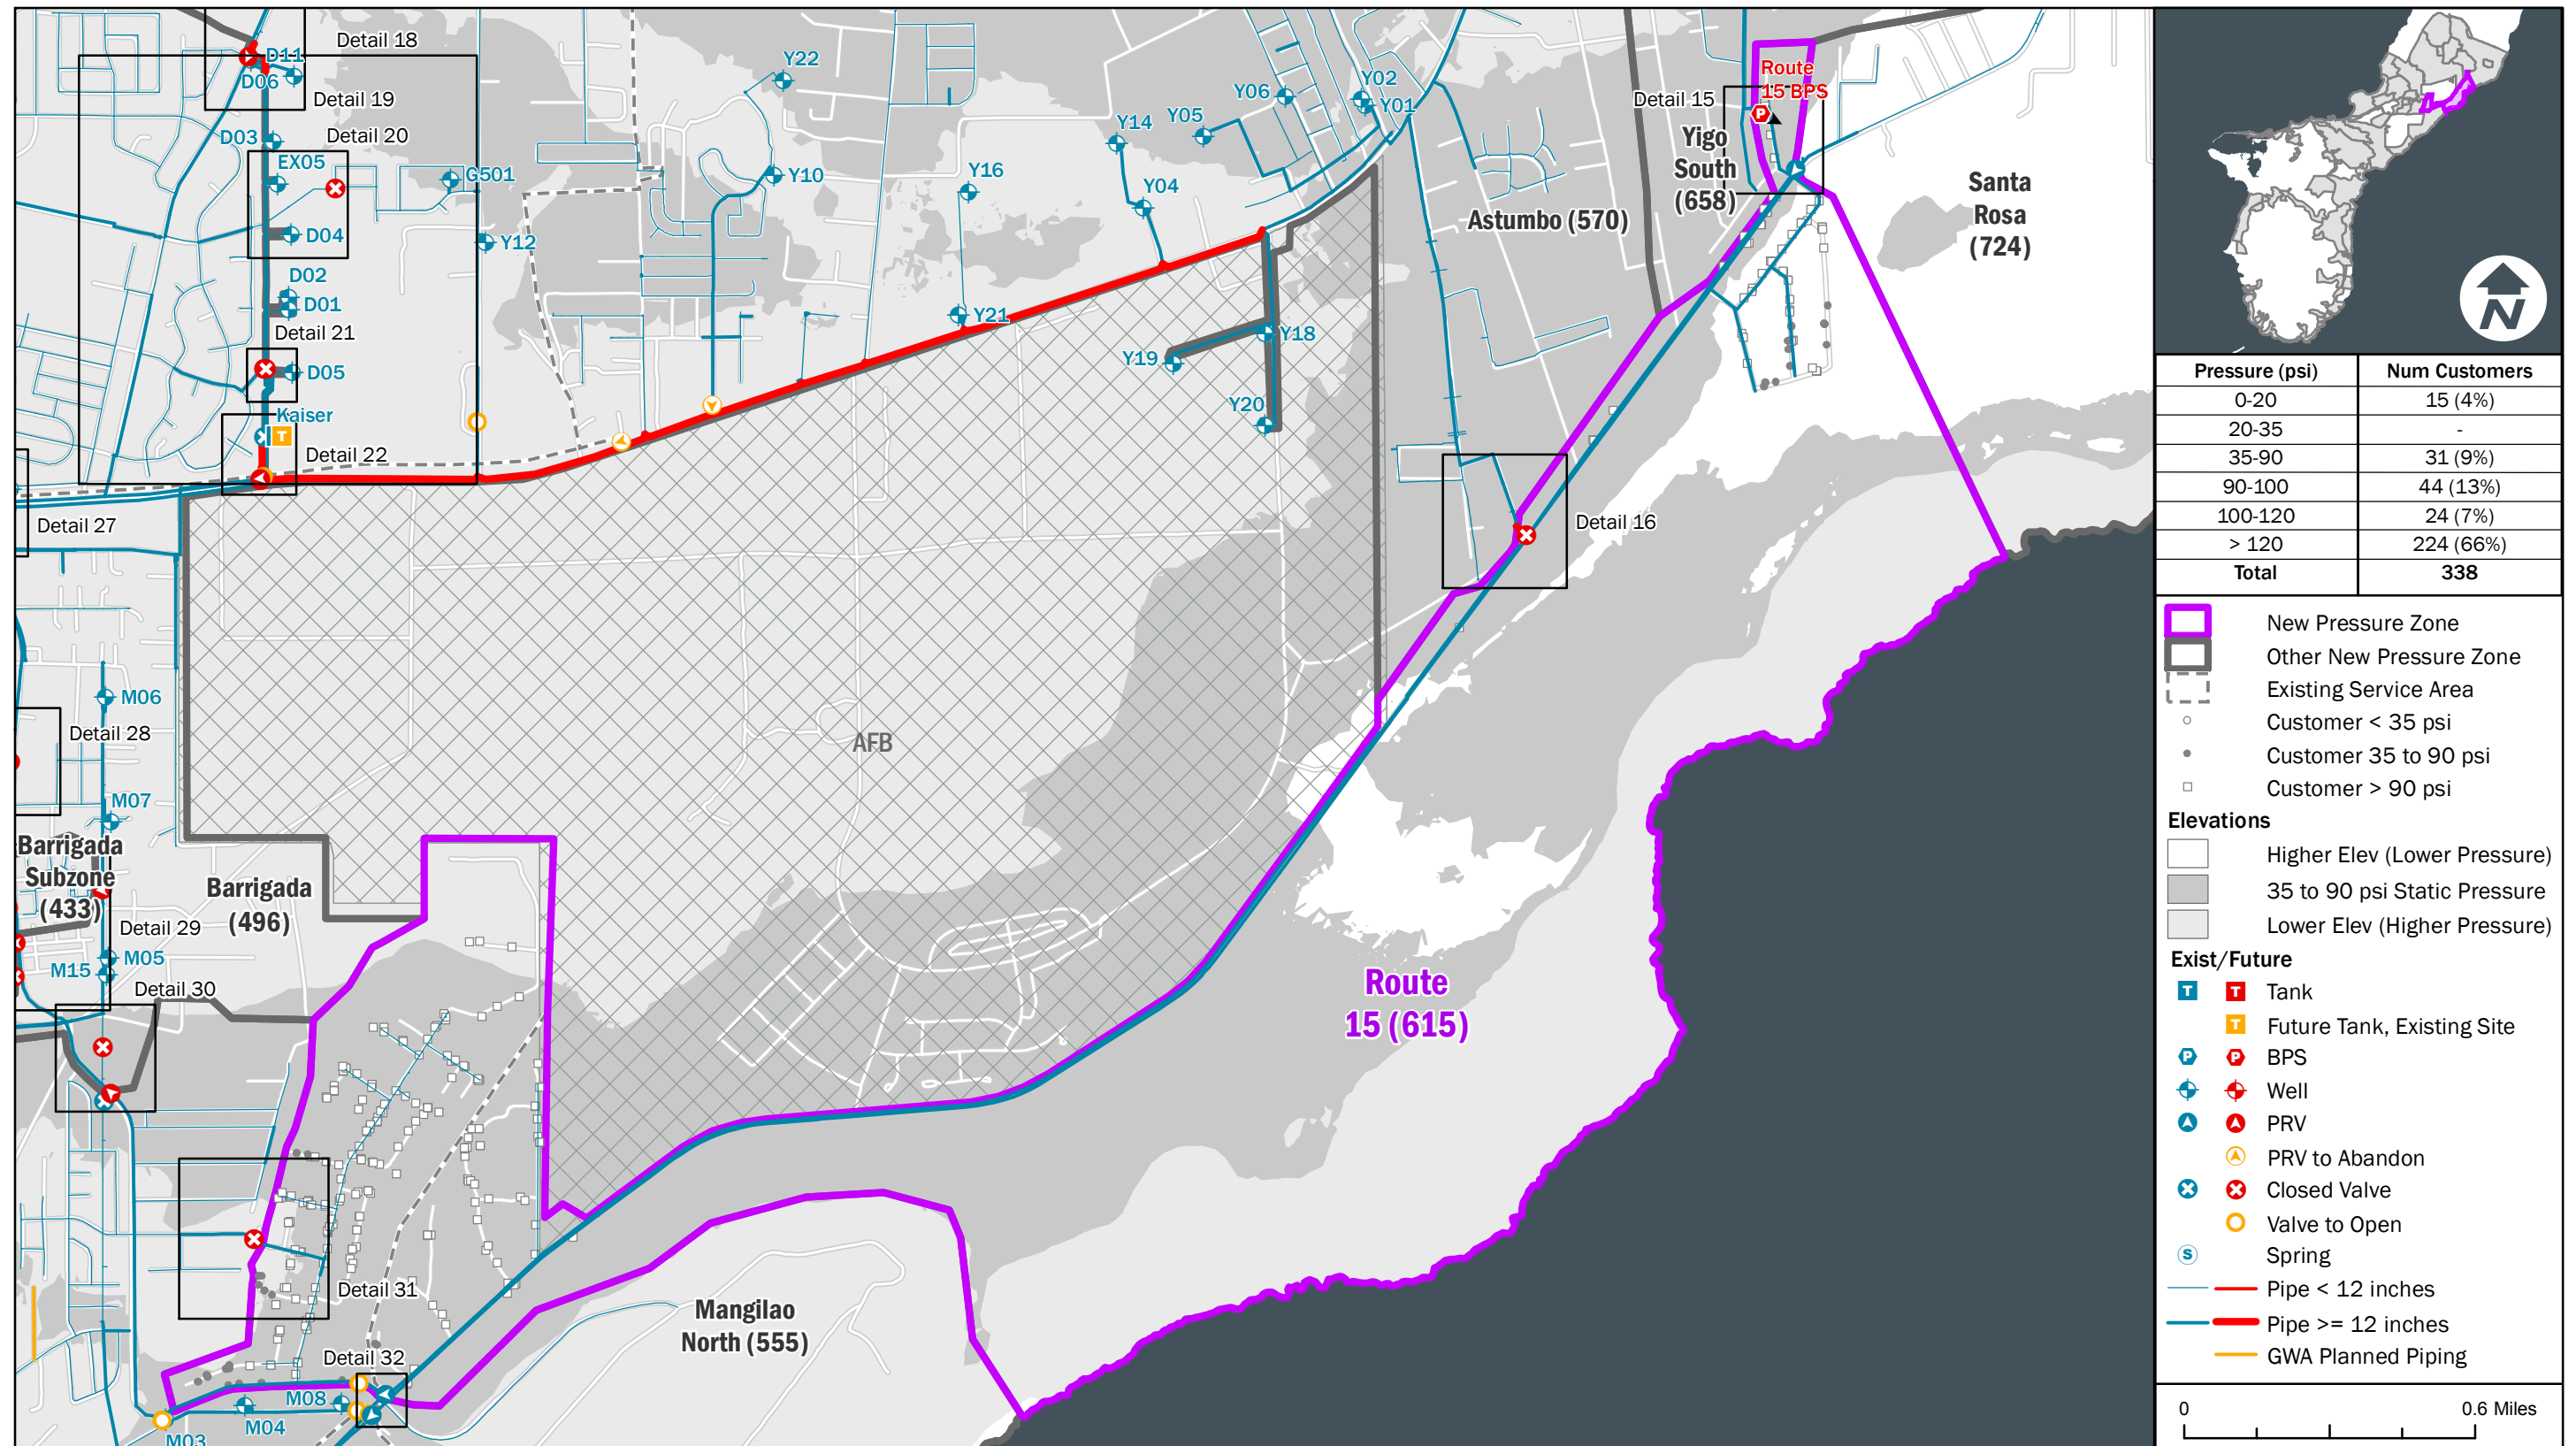 Detail 18
D11
D06
Detail 19
D03
Detail 20
EX05
G501
D04
Y12
D02
D01
Detail 21
D05
Kaiser
T
Detail 22
Detail 27
Y22
Y10
Y16
Y14
Y05
Y04
Y06
Y02
Y01
Y21
Y18
Y19
Y20
Astumbo (570)
Route
15 BPS
P
Detail 15
Yigo
South
(658)
Santa
Rosa
(724)
Detail 16
AFB
M06
Detail 28
M07
Barrigada
Subzone
(433)
Barrigada
(496)
Detail 29
M05
M15
Detail 30
Detail 31
Detail 32
M08
M04
M03
Mangilao
North (555)
Route
15 (615)
N
Pressure (psi) Num Customers
0-20 15 (4%)
20-35 -
35-90 31 (9%)
90-100 44 (13%)
100-120 24 (7%)
> 120 224 (66%)
Total 338
New Pressure Zone
Other New Pressure Zone
Existing Service Area
Customer < 35 psi
Customer 35 to 90 psi
Customer > 90 psi
Elevations
Higher Elev (Lower Pressure)
35 to 90 psi Static Pressure
Lower Elev (Higher Pressure)
Exist/Future
T T Tank
T Future Tank, Existing Site
P P BPS
Well
PRV
PRV to Abandon
Closed Valve
Valve to Open
S Spring
Pipe < 12 inches
Pipe >= 12 inches
GWA Planned Piping
0 0.6 Miles